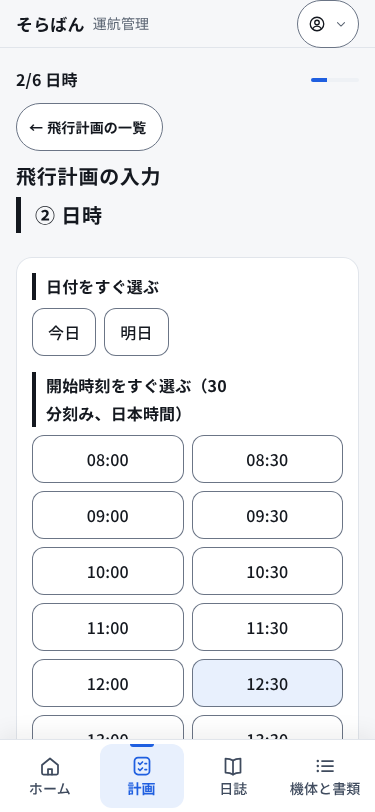 そらばん 運航管理
2/6 日時
← 飛行計画の一覧
飛行計画の入力
② 日時
日付をすぐ選ぶ
今日 明日
開始時刻をすぐ選ぶ（30
分刻み、日本時間）
08:00 08:30
09:00 09:30
10:00 10:30
11:00 11:30
12:00 12:30
13:00 13:30
ホーム 計画 日誌 機体と書類